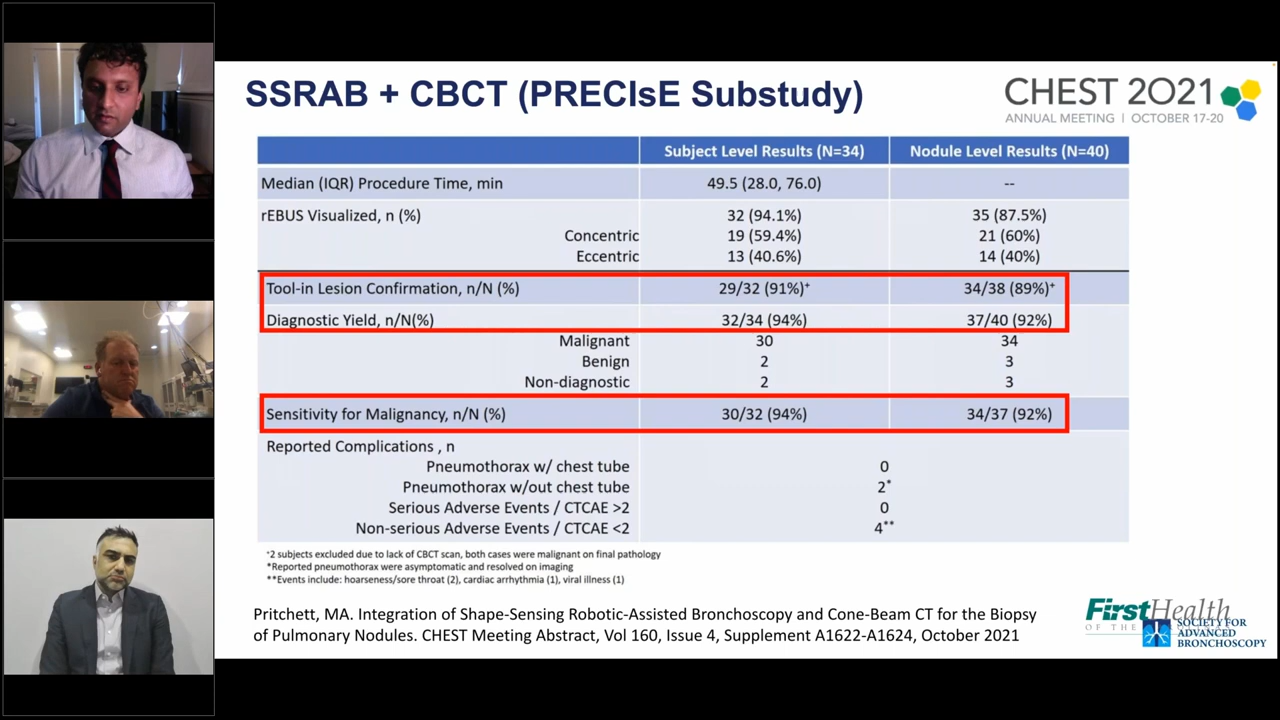 SSRAB + CBCT (PRECIsE Substudy)
CHEST 2021
ANNUAL MEETING | OCTOBER 17-20
Subject Level Results (N=34) Nodule Level Results (N=40)
Median (IQR) Procedure Time, min 49.5 (28.0, 76.0) --
rEBUS Visualized, n (%) 32 (94.1%) 35 (87.5%)
Concentric 19 (59.4%) 21 (60%)
Eccentric 13 (40.6%) 14 (40%)
Tool-in Lesion Confirmation, n/N (%) 29/32 (91%)+ 34/38 (89%)+
Diagnostic Yield, n/N(%) 32/34 (94%) 37/40 (92%)
Malignant 30 34
Benign 2 3
Non-diagnostic 2 3
Sensitivity for Malignancy, n/N (%) 30/32 (94%) 34/37 (92%)
Reported Complications , n
Pneumothorax w/ chest tube 0
Pneumothorax w/out chest tube 2*
Serious Adverse Events / CTCAE >2 0
Non-serious Adverse Events / CTCAE <2 4**
+2 subjects excluded due to lack of CBCT scan, both cases were malignant on final pathology
*Reported pneumothorax were asymptomatic and resolved on imaging
**Events include: hoarseness/sore throat (2), cardiac arrhythmia (1), viral illness (1)
Pritchett, MA. Integration of Shape-Sensing Robotic-Assisted Bronchoscopy and Cone-Beam CT for the Biopsy
of Pulmonary Nodules. CHEST Meeting Abstract, Vol 160, Issue 4, Supplement A1622-A1624, October 2021
FirstHealth
OF THE
SOCIETY FOR
ADVANCED
BRONCHOSCOPY